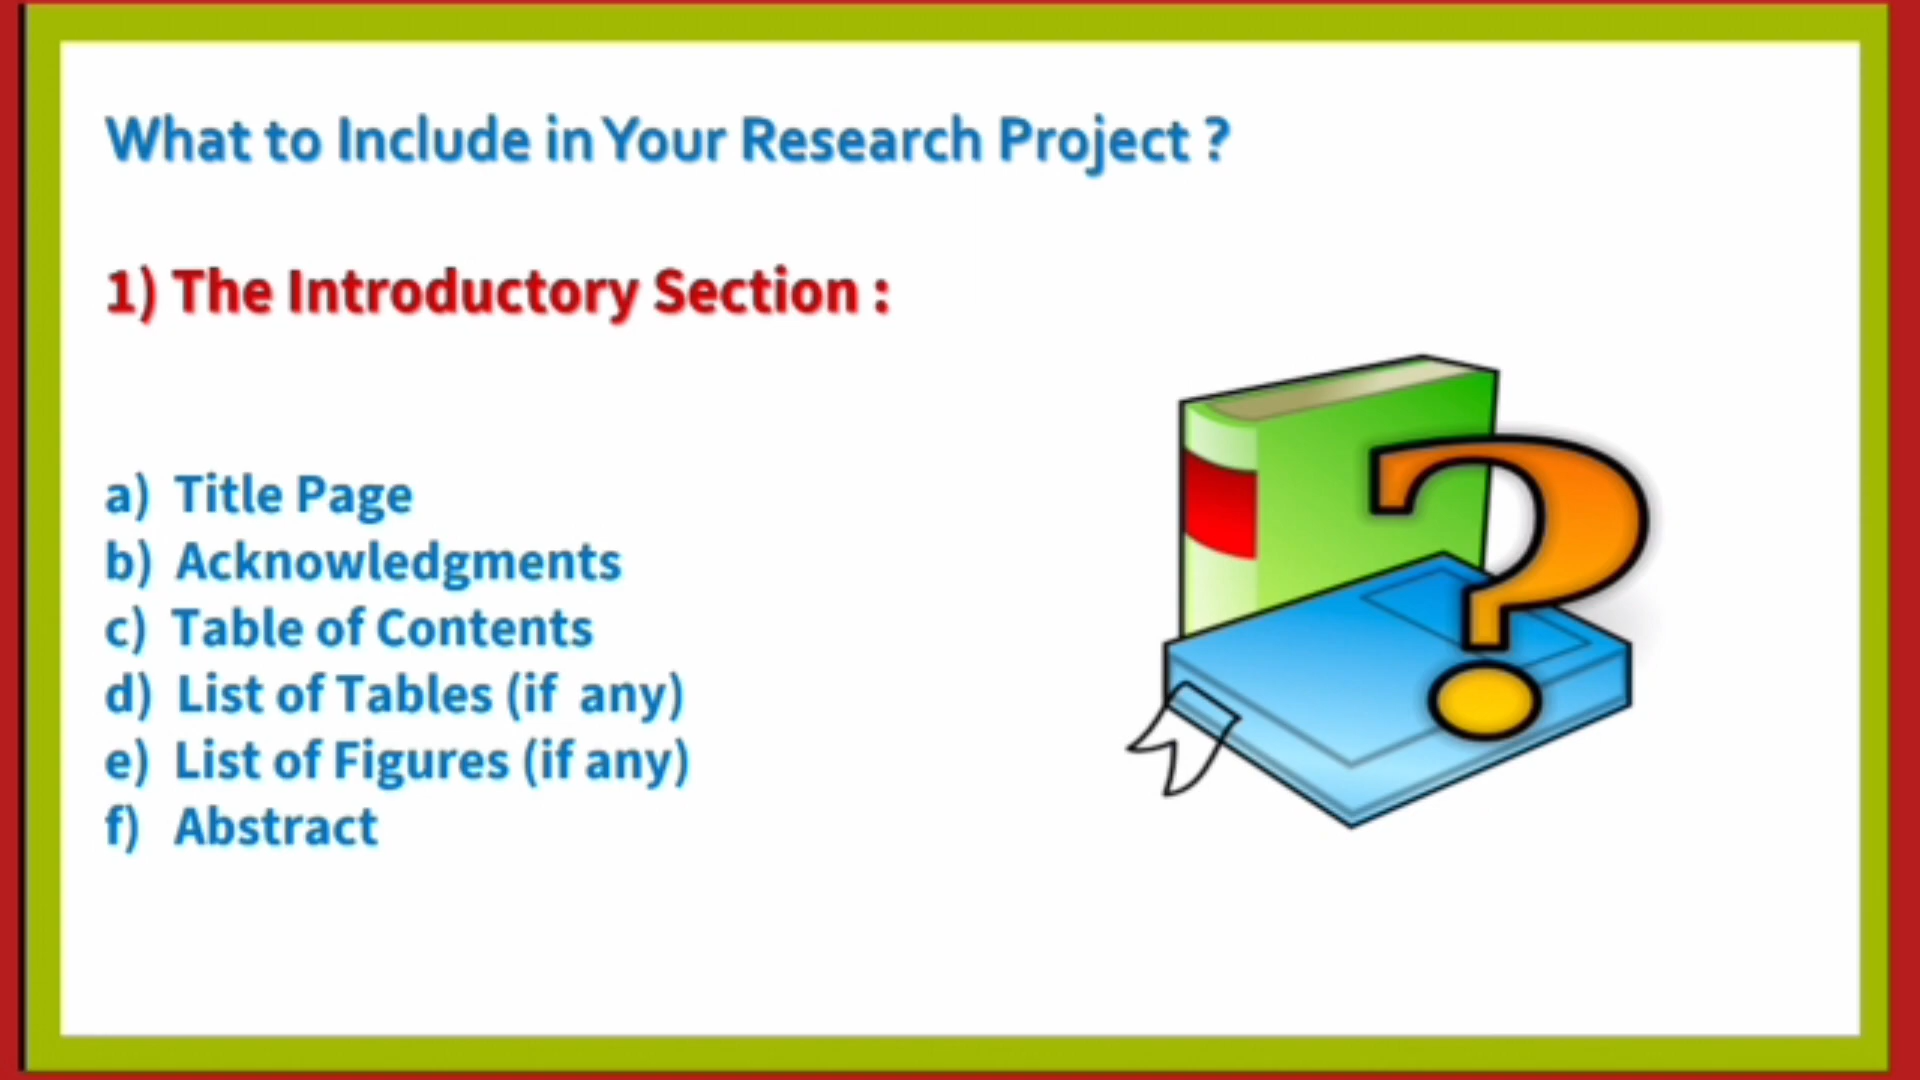 What to Include in Your Research Project ?
1) The Introductory Section :
a) Title Page
b) Acknowledgments
c) Table of Contents
d) List of Tables (if any)
e) List of Figures (if any)
f) Abstract